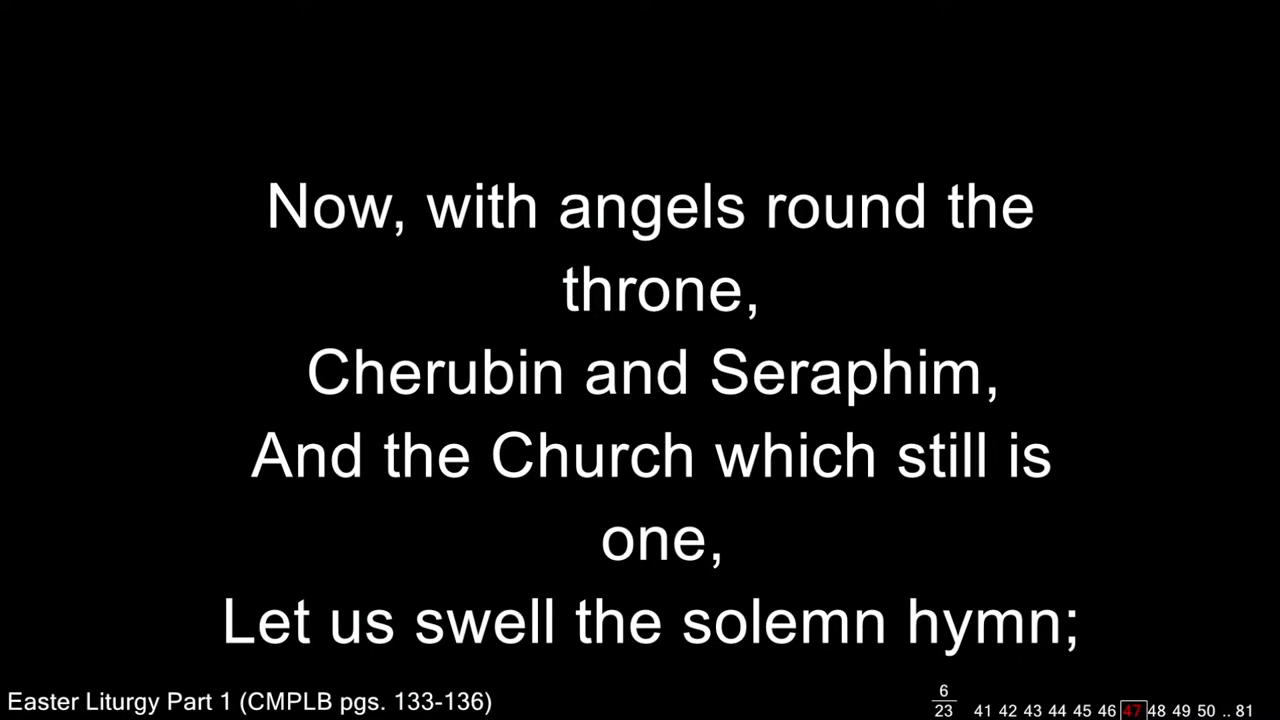 Now, with angels round the
throne,
Cherubin and Seraphim,
And the Church which still is
one,
Let us swell the solemn hymn;
Easter Liturgy Part 1 (CMPLB pgs. 133-136)
6
23
41 42 43 44 45 46 47 48 49 50 .. 81